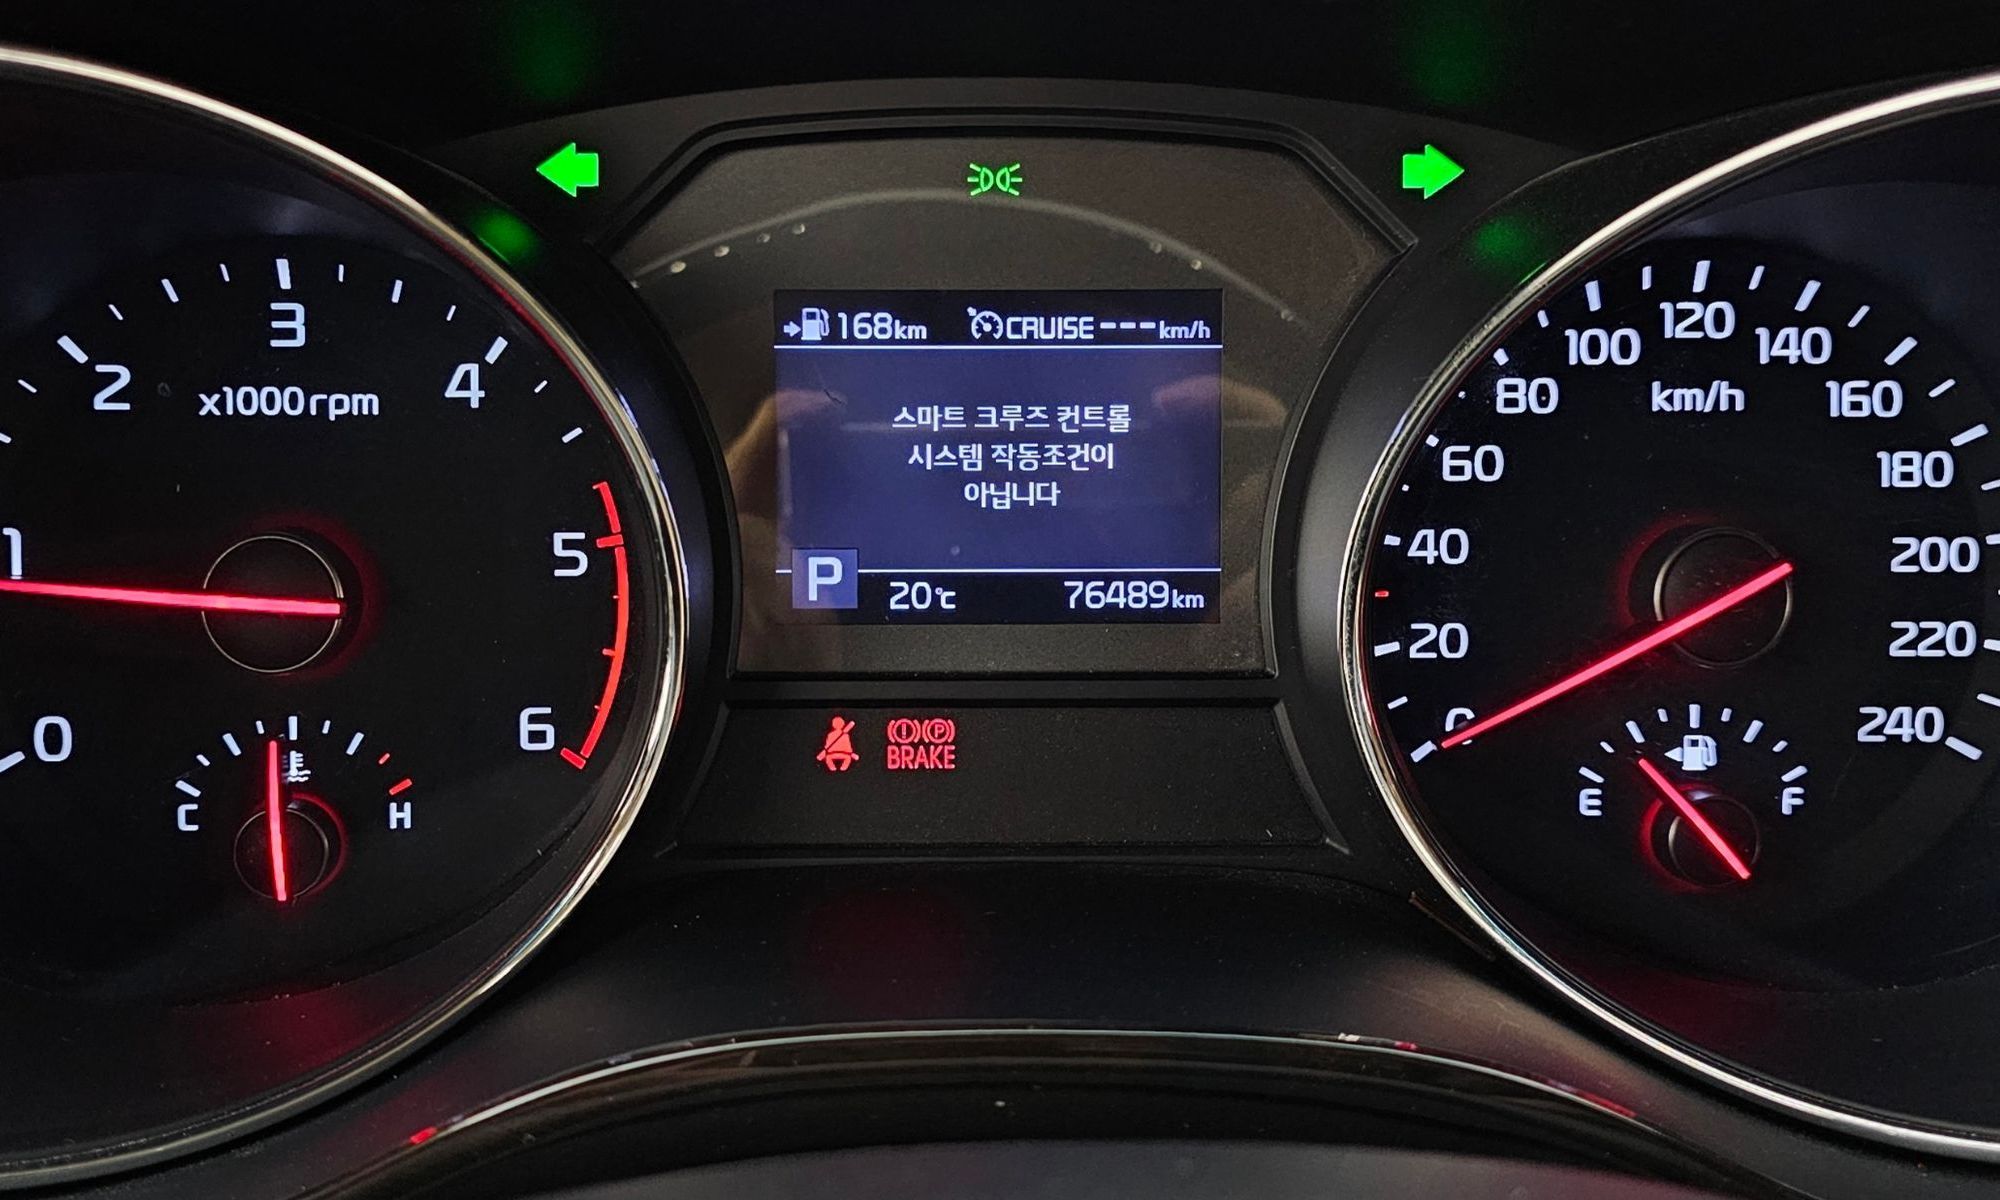 168km CRUISE---km/h
스마트 크루즈 컨트롤
시스템 작동조건이
아닙니다
P 20℃ 76489km
0 1 2 3 4 5 6
x1000rpm
C H
BRAKE
0 20 40 60 80 100 120 140 160 180 200 220 240
km/h
E F